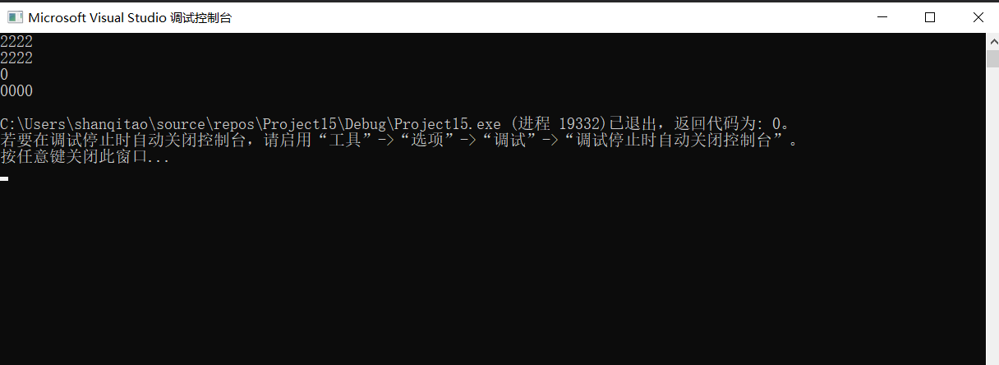 Microsoft Visual Studio 调试控制台
2222
2222
0
0000
C:\Users\shanqitao\source\repos\Project15\Debug\Project15.exe (进程 19332)已退出，返回代码为: 0。
若要在调试停止时自动关闭控制台，请启用“工具”->“选项”->“调试”->“调试停止时自动关闭控制台”。
按任意键关闭此窗口...